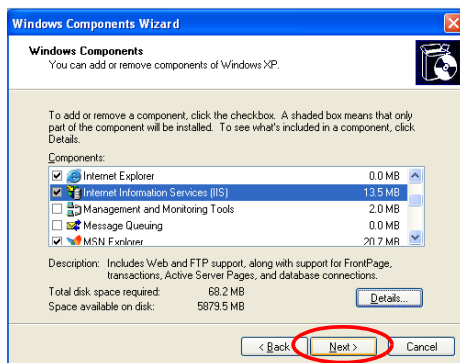 Windows Components Wizard
Windows Components
You can add or remove components of Windows XP.
To add or remove a component, click the checkbox. A shaded box means that only
part of the component will be installed. To see what's included in a component, click
Details.
Components:
Internet Explorer 0.0 MB
Internet Information Services (IIS) 13.5 MB
Management and Monitoring Tools 2.0 MB
Message Queuing 0.0 MB
MSN Explorer 20.7 MB
Description: Includes Web and FTP support, along with support for FrontPage,
transactions, Active Server Pages, and database connections.
Total disk space required: 68.2 MB
Space available on disk: 5879.5 MB
Details...
< Back Next > Cancel